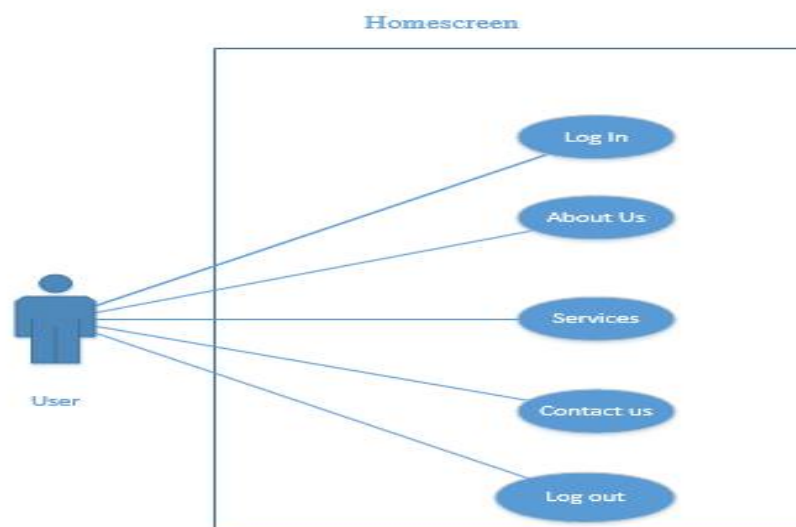 Homescreen
Log In
About Us
Services
User
Contact us
Log out